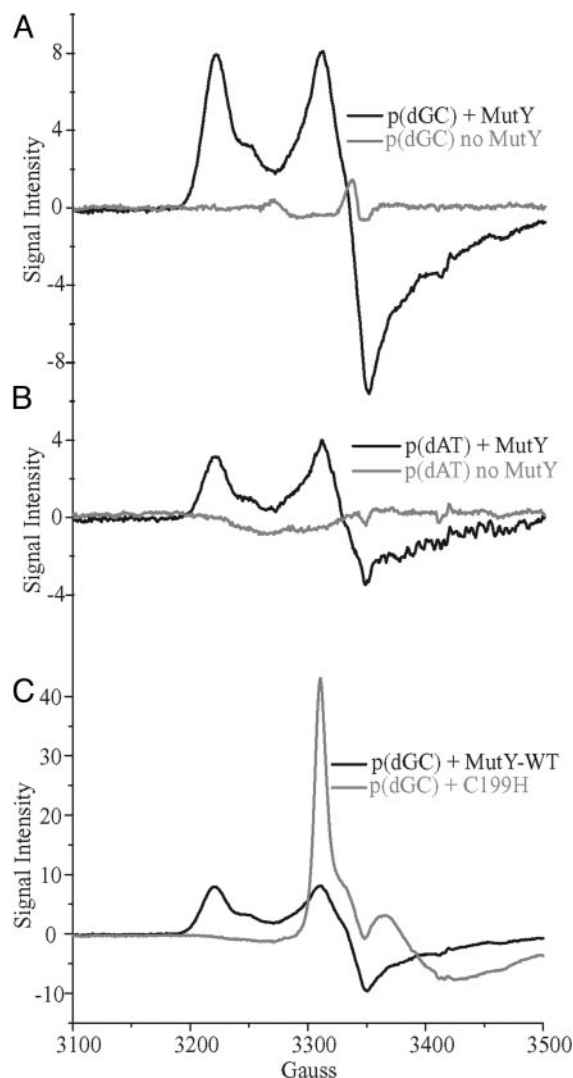 A
8
4
0
-4
-8
Signal Intensity
p(dGC) + MutY
p(dGC) no MutY
B
4
0
-4
Signal Intensity
p(dAT) + MutY
p(dAT) no MutY
C
40
30
20
10
0
-10
Signal Intensity
p(dGC) + MutY-WT
p(dGC) + C199H
3100 3200 3300 3400 3500
Gauss